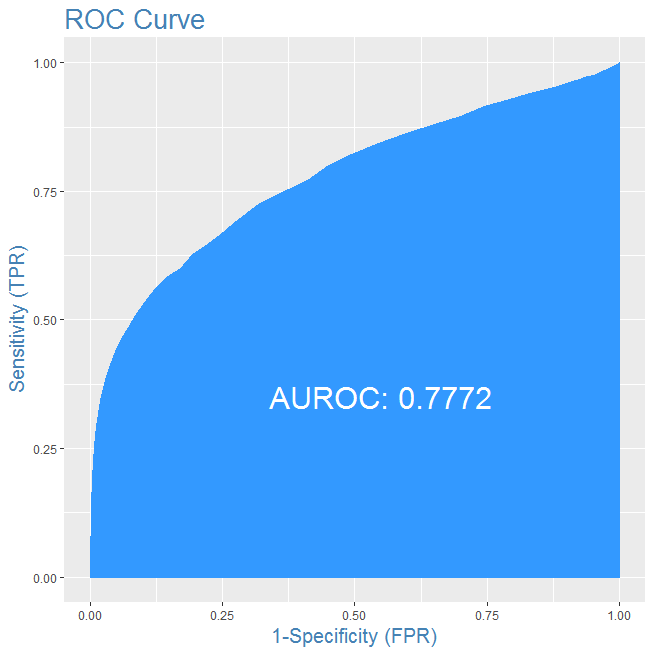 ROC Curve
1.00
0.75
0.50
0.25
0.00
Sensitivity (TPR)
AUROC: 0.7772
0.00 0.25 0.50 0.75 1.00
1-Specificity (FPR)